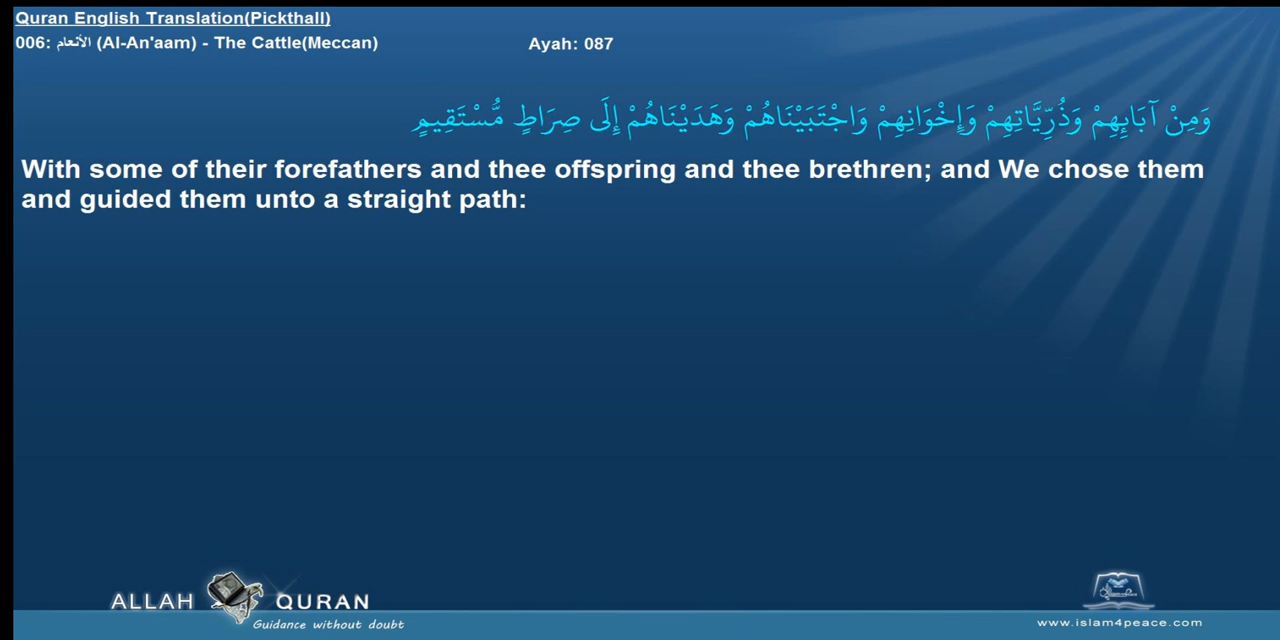 Quran English Translation(Pickthall)
006: الأنعام (Al-An'aam) - The Cattle(Meccan) Ayah: 087
وَمِنْ آبَائِهِمْ وَذُرِّيَّاتِهِمْ وَإِخْوَانِهِمْ وَاجْتَبَيْنَاهُمْ وَهَدَيْنَاهُمْ إِلَى صِرَاطٍ مُّسْتَقِيمٍ
With some of their forefathers and thee offspring and thee brethren; and We chose them
and guided them unto a straight path:
ALLAH QURAN
Guidance without doubt
www.islam4peace.com